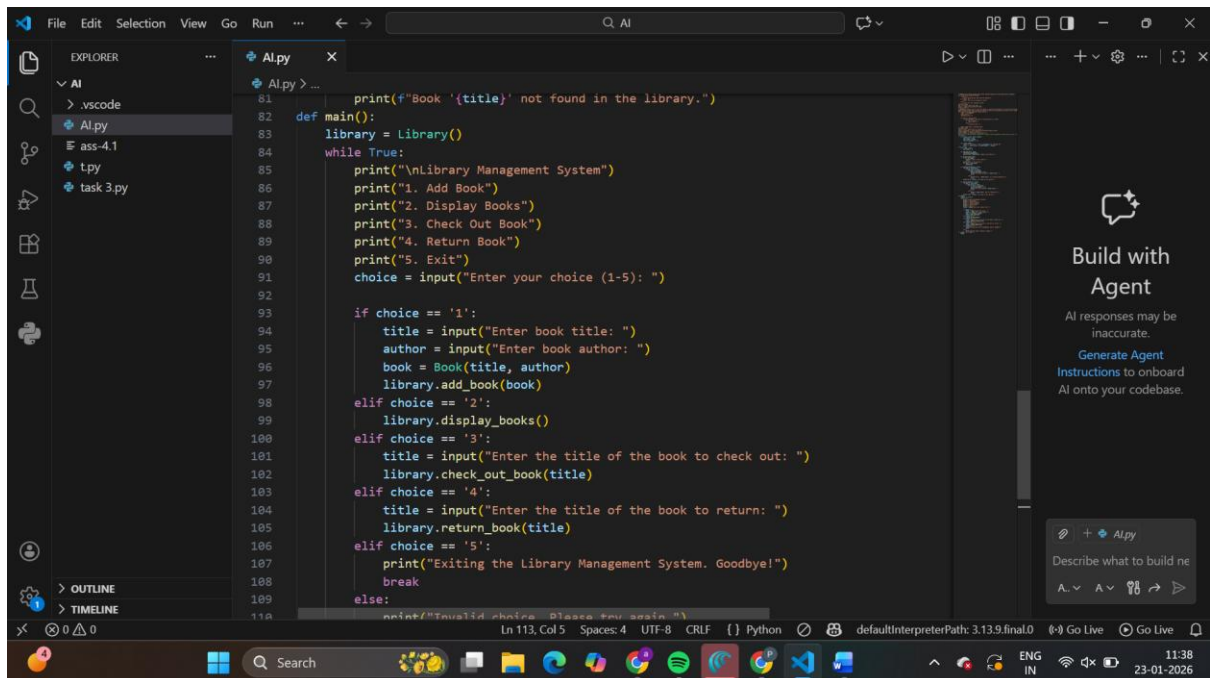 File Edit Selection View Go Run ... AI
EXPLORER ... AI.py
AI
AI.py > ...
.vscode
AI.py
ass-4.1
t.py
task 3.py
81 print(f"Book '{title}' not found in the library.")
82 def main():
83 library = Library()
84 while True:
85 print("\nLibrary Management System")
86 print("1. Add Book")
87 print("2. Display Books")
88 print("3. Check Out Book")
89 print("4. Return Book")
90 print("5. Exit")
91 choice = input("Enter your choice (1-5): ")
92
93 if choice == '1':
94 title = input("Enter book title: ")
95 author = input("Enter book author: ")
96 book = Book(title, author)
97 library.add_book(book)
98 elif choice == '2':
99 library.display_books()
100 elif choice == '3':
101 title = input("Enter the title of the book to check out: ")
102 library.check_out_book(title)
103 elif choice == '4':
104 title = input("Enter the title of the book to return: ")
105 library.return_book(title)
106 elif choice == '5':
107 print("Exiting the Library Management System. Goodbye!")
108 break
109 else:
110 print("Invalid choice. Please try again.")
OUTLINE
TIMELINE
Build with
Agent
AI responses may be
inaccurate.
Generate Agent
Instructions to onboard
AI onto your codebase.
AI.py
Describe what to build ne
A.. A
0 0 Ln 113, Col 5 Spaces: 4 UTF-8 CRLF { } Python defaultInterpreterPath: 3.13.9.final.0 Go Live Go Live
4 Search ENG
IN
11:38
23-01-2026